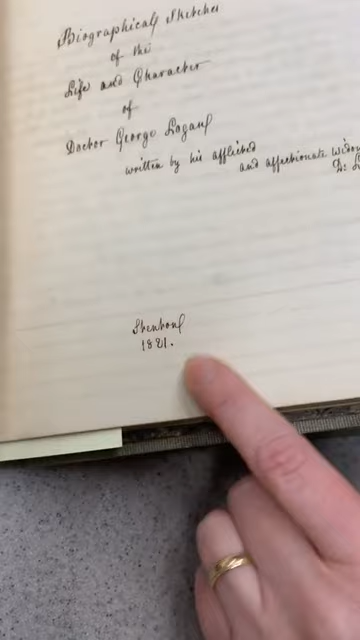 Biographical Sketches
of the
Life and Character
of
Doctor George Logan
written by his afflicted
and affectionate Widow
D: L
Stenton
1821.